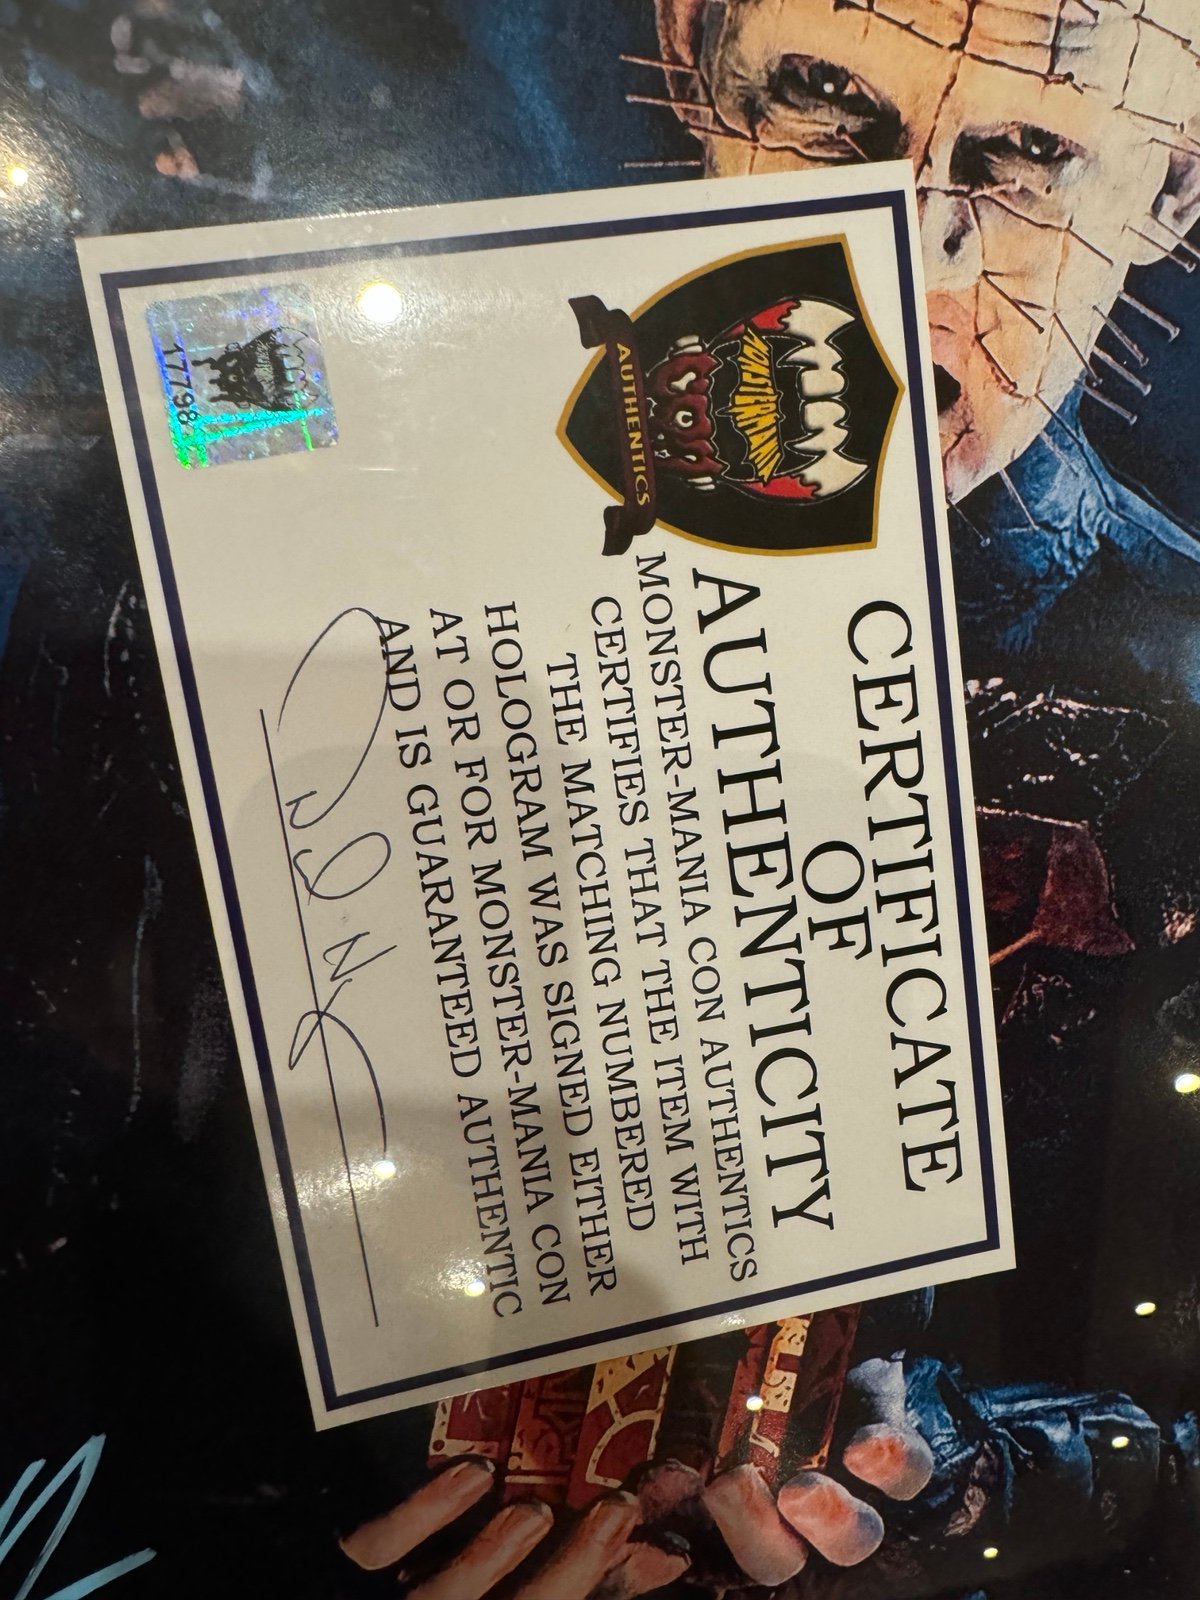 CERTIFICATE
OF
AUTHENTICITY
MONSTERMANIA
AUTHENTICS
MONSTER-MANIA CON AUTHENTICS
CERTIFIES THAT THE ITEM WITH
THE MATCHING NUMBERED
HOLOGRAM WAS SIGNED EITHER
AT OR FOR MONSTER-MANIA CON
AND IS GUARANTEED AUTHENTIC
17798